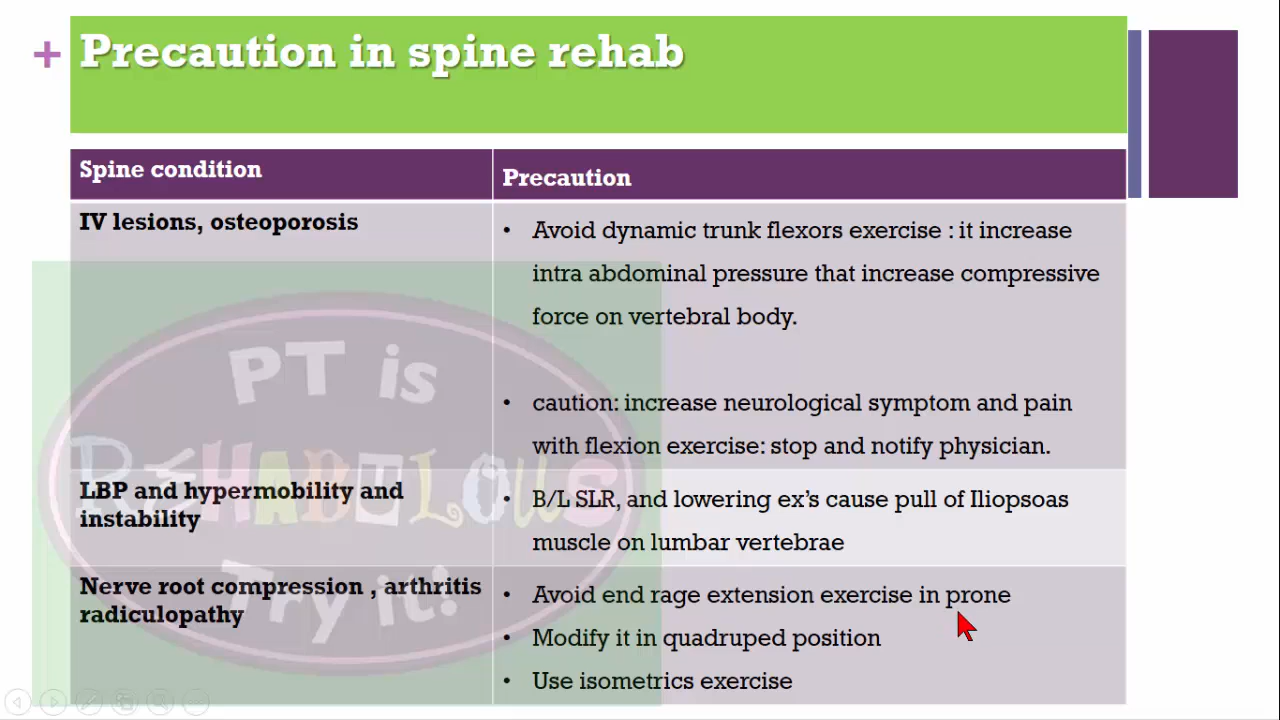 + Precaution in spine rehab
Spine condition
Precaution
IV lesions, osteoporosis
• Avoid dynamic trunk flexors exercise : it increase
intra abdominal pressure that increase compressive
force on vertebral body.
• caution: increase neurological symptom and pain
with flexion exercise: stop and notify physician.
LBP and hypermobility and
instability
• B/L SLR, and lowering ex's cause pull of Iliopsoas
muscle on lumbar vertebrae
Nerve root compression , arthritis
radiculopathy
• Avoid end rage extension exercise in prone
• Modify it in quadruped position
• Use isometrics exercise
PT is
REHABULOUS
Try it!